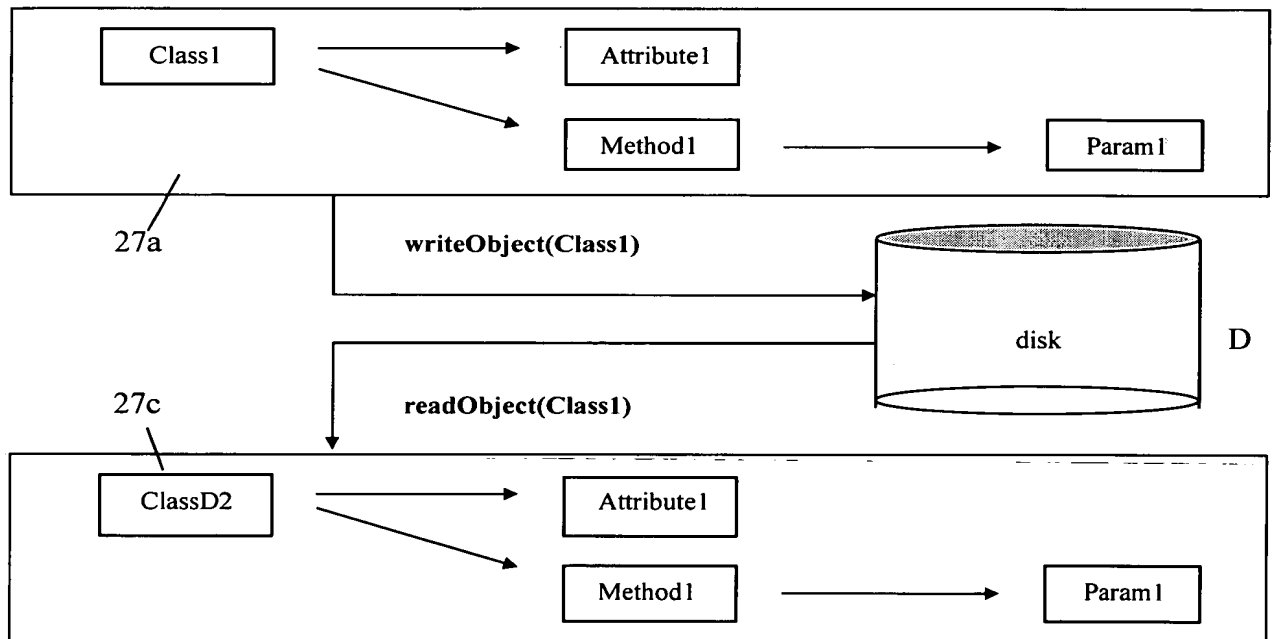 Class1 Attribute1
Method1 Param1
27a
writeObject(Class1)
disk D
27c
readObject(Class1)
ClassD2 Attribute1
Method1 Param1